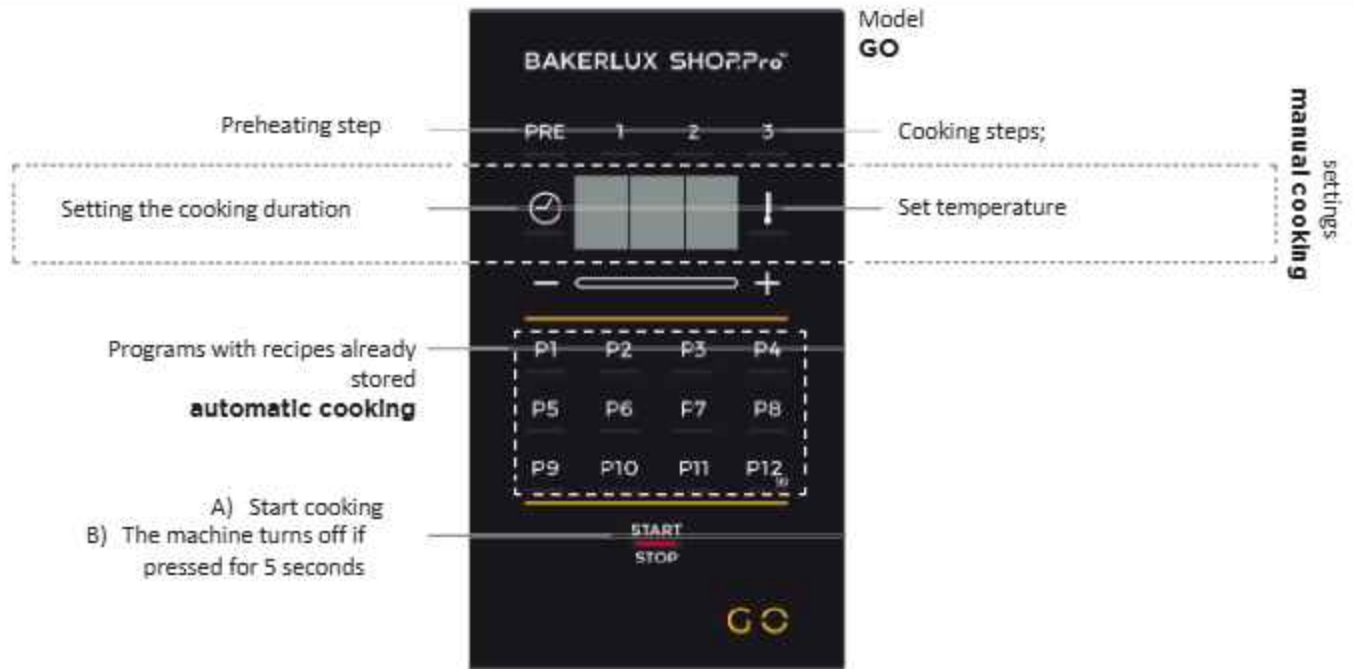 Model
GO
BAKERLUX SHOP.Pro™
Preheating step
PRE 1 2 3
Cooking steps;
Setting the cooking duration
Set temperature
settings
manual cooking
− +
Programs with recipes already
stored
automatic cooking
P1 P2 P3 P4
P5 P6 P7 P8
P9 P10 P11 P12
A) Start cooking
B) The machine turns off if
pressed for 5 seconds
START
STOP
GO